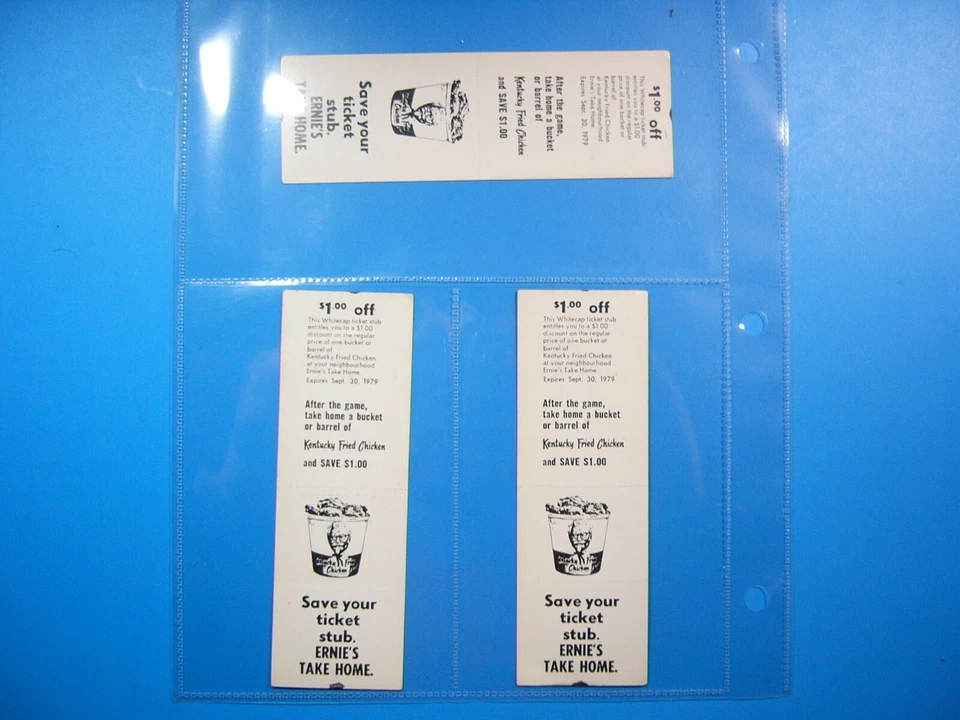 $1.00 off
This Whitecap ticket stub
entitles you to a $1.00
discount on the regular
price of one bucket or
barrel of
Kentucky Fried Chicken
at your neighbourhood
Ernie's Take Home.
Expires Sept. 30, 1979
After the game,
take home a bucket
or barrel of
Kentucky Fried Chicken
and SAVE $1.00
Save your
ticket
stub.
ERNIE'S
TAKE HOME.
$1.00 off
This Whitecap ticket stub
entitles you to a $1.00
discount on the regular
price of one bucket or
barrel of
Kentucky Fried Chicken
at your neighbourhood
Ernie's Take Home.
Expires Sept. 30, 1979
After the game,
take home a bucket
or barrel of
Kentucky Fried Chicken
and SAVE $1.00
Kentucky Fried
Chicken
Save your
ticket
stub.
ERNIE'S
TAKE HOME.
$1.00 off
This Whitecap ticket stub
entitles you to a $1.00
discount on the regular
price of one bucket or
barrel of
Kentucky Fried Chicken
at your neighbourhood
Ernie's Take Home.
Expires Sept. 30, 1979
After the game,
take home a bucket
or barrel of
Kentucky Fried Chicken
and SAVE $1.00
Kentucky Fried
Chicken
Save your
ticket
stub.
ERNIE'S
TAKE HOME.